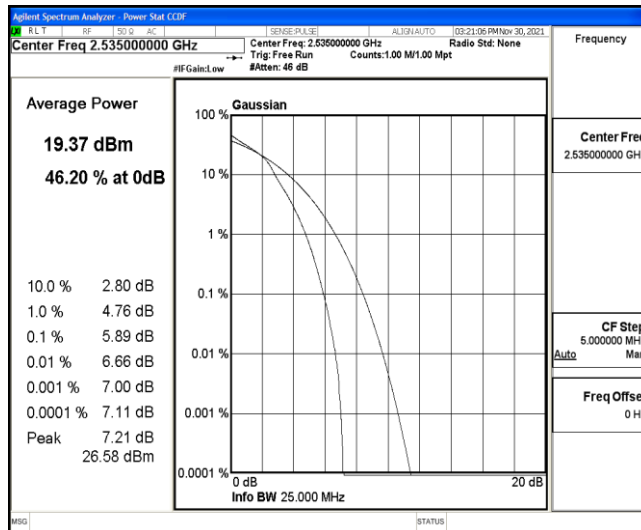 Agilent Spectrum Analyzer - Power Stat CCDF
R L T RF 50 Ω AC SENSE:PULSE ALIGN AUTO 03:21:06 PM Nov 30, 2021
Center Freq 2.535000000 GHz
Center Freq: 2.535000000 GHz Radio Std: None
Trig: Free Run Counts:1.00 M/1.00 Mpt
#IFGain:Low #Atten: 46 dB
Frequency
Average Power
19.37 dBm
46.20 % at 0dB
10.0 % 2.80 dB
1.0 % 4.76 dB
0.1 % 5.89 dB
0.01 % 6.66 dB
0.001 % 7.00 dB
0.0001 % 7.11 dB
Peak 7.21 dB
26.58 dBm
Gaussian
100 %
10 %
1 %
0.1 %
0.01 %
0.001 %
0.0001 %
0 dB 20 dB
Info BW 25.000 MHz
Center Fre
2.535000000 GH
CF Step
5.000000 MH
Auto Ma
Freq Offse
0 H
MSG STATUS